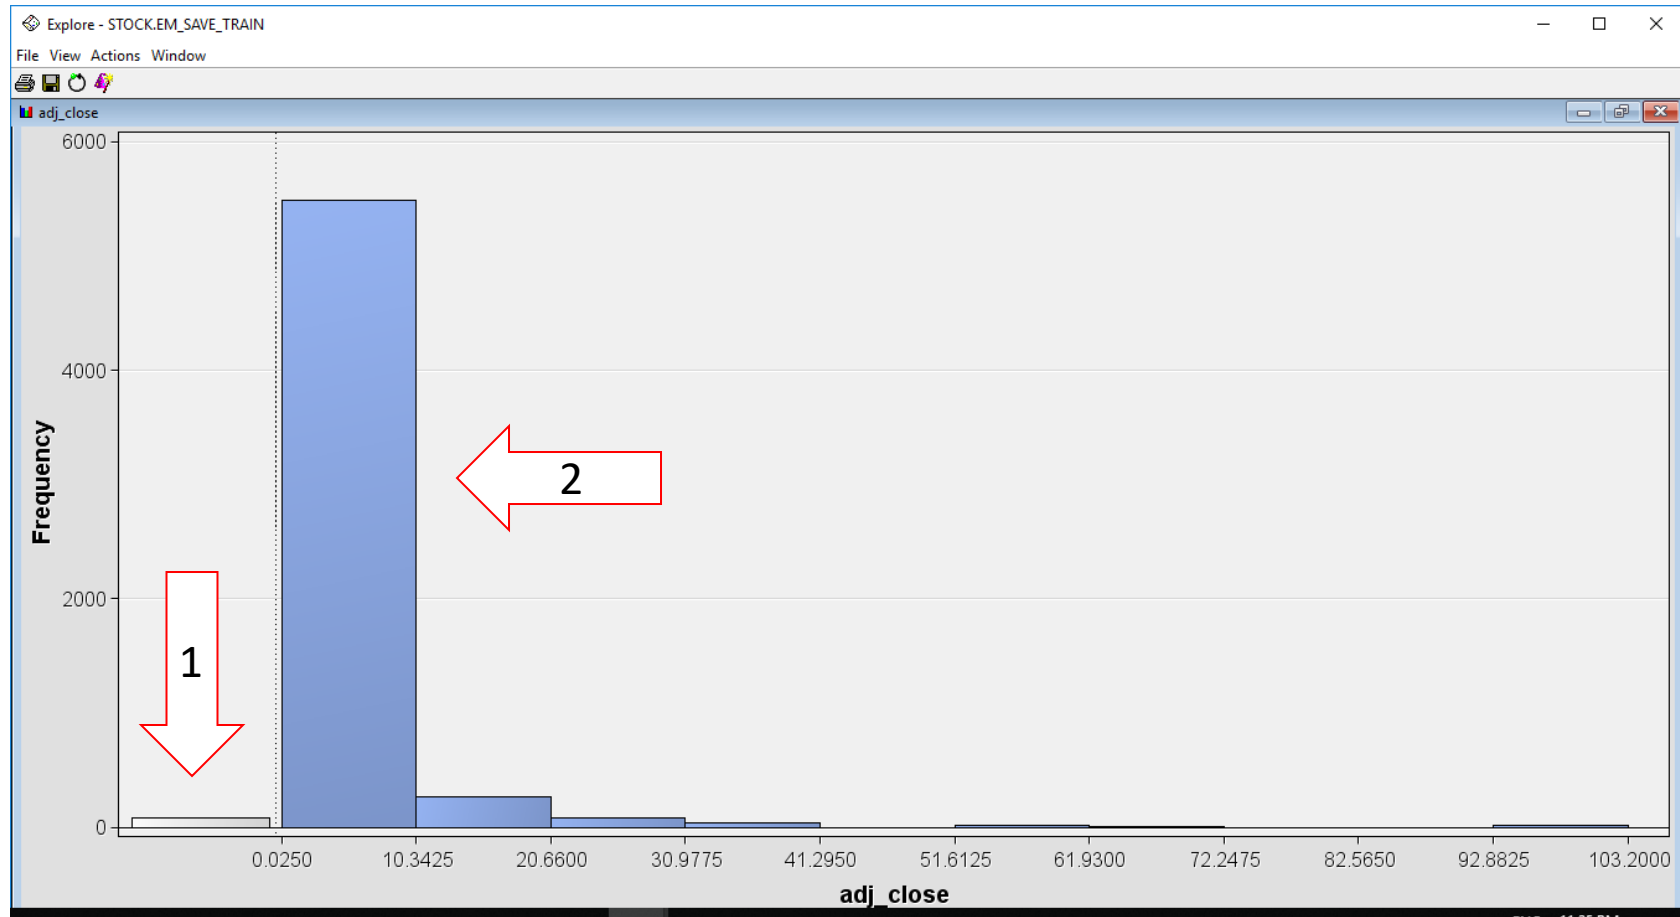 Explore - STOCK.EM_SAVE_TRAIN
File View Actions Window
adj_close
6000
4000
2000
0
Frequency
1
2
0.0250 10.3425 20.6600 30.9775 41.2950 51.6125 61.9300 72.2475 82.5650 92.8825 103.2000
adj_close